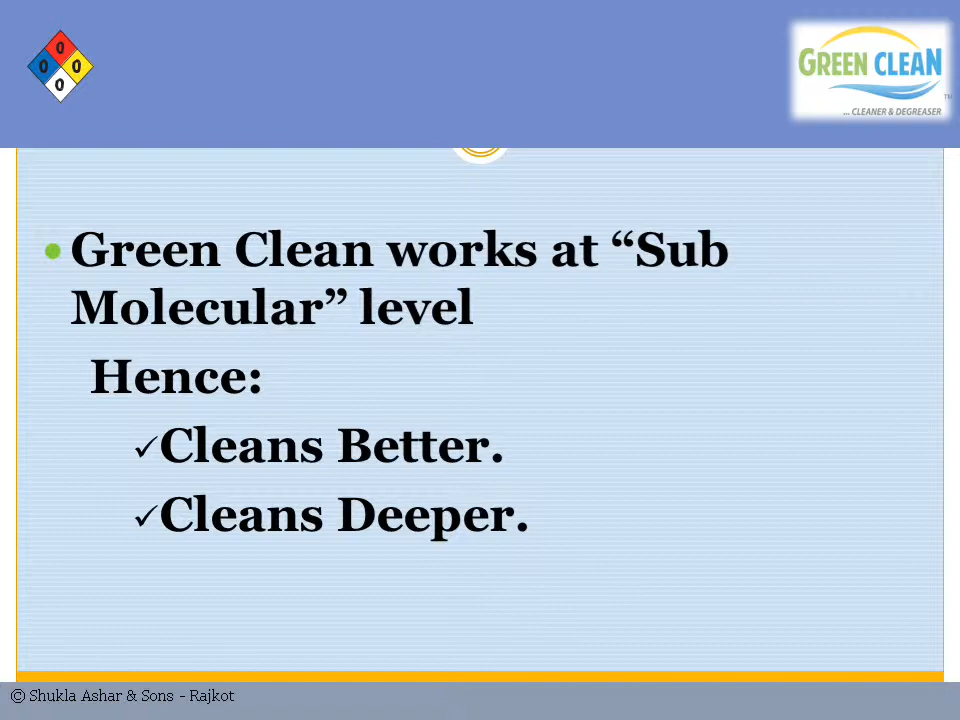 0
0 0
0
GREEN CLEAN
™
... CLEANER & DEGREASER
• Green Clean works at “Sub
Molecular” level
Hence:
✓Cleans Better.
✓Cleans Deeper.
© Shukla Ashar & Sons - Rajkot